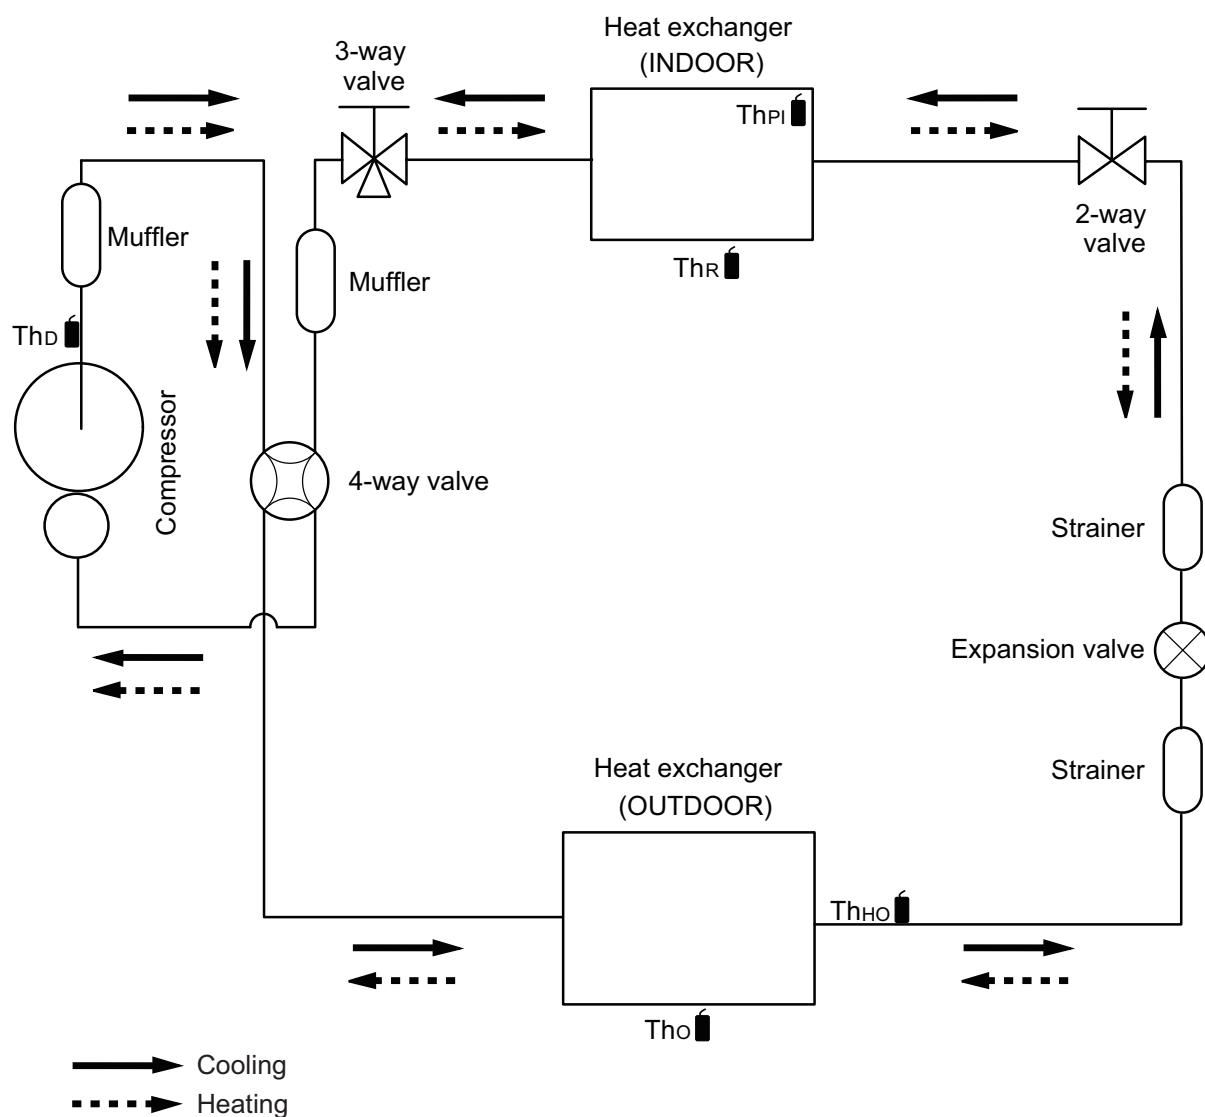 Heat exchanger
(INDOOR)
3-way
valve
ThPI
Muffler
2-way
valve
ThR
Muffler
ThD
Compressor
4-way valve
Strainer
Expansion valve
Heat exchanger
(OUTDOOR)
Strainer
ThHO
ThO
Cooling
Heating